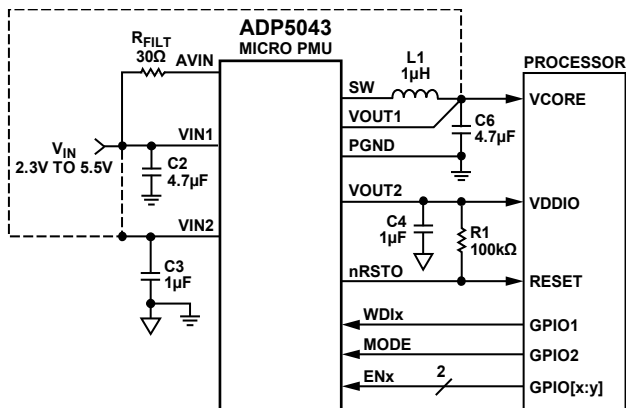 ADP5043
MICRO PMU
RFILT
30Ω
AVIN
VIN1
VIN
2.3V TO 5.5V
C2
4.7µF
VIN2
C3
1µF
SW
L1
1µH
VOUT1
PGND
C6
4.7µF
VOUT2
C4
1µF
R1
100kΩ
nRSTO
WDIx
MODE
ENx
2
PROCESSOR
VCORE
VDDIO
RESET
GPIO1
GPIO2
GPIO[x:y]